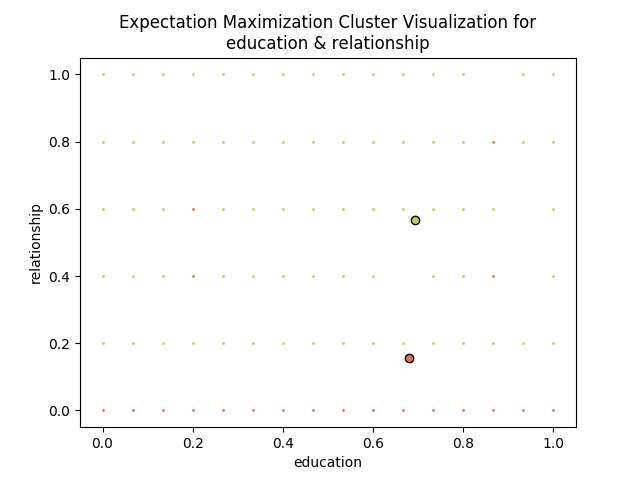 Expectation Maximization Cluster Visualization for
education & relationship
relationship
1.0
0.8
0.6
0.4
0.2
0.0
0.0 0.2 0.4 0.6 0.8 1.0
education